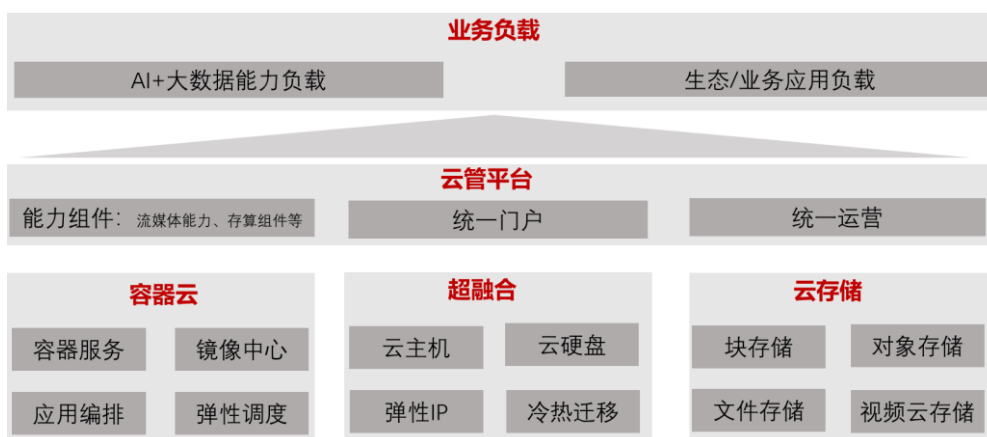 业务负载
AI+大数据能力负载
生态/业务应用负载
云管平台
能力组件：流媒体能力、存算组件等
统一门户
统一运营
容器云
容器服务
镜像中心
应用编排
弹性调度
超融合
云主机
云硬盘
弹性IP
冷热迁移
云存储
块存储
对象存储
文件存储
视频云存储